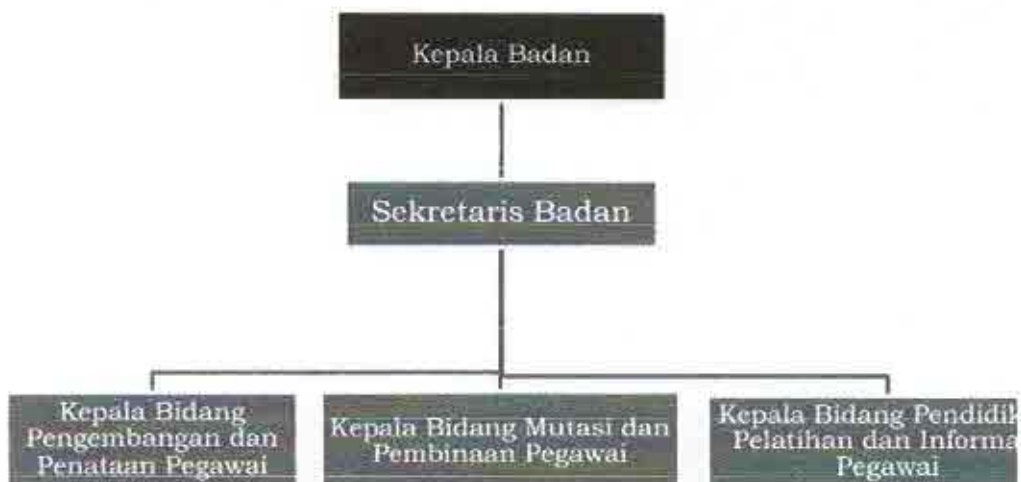 Kepala Badan
Sekretaris Badan
Kepala Bidang
Pengembangan dan
Penataan Pegawai
Kepala Bidang Mutasi dan
Pembinaan Pegawai
Kepala Bidang Pendidik
Pelatihan dan Informa
Pegawai